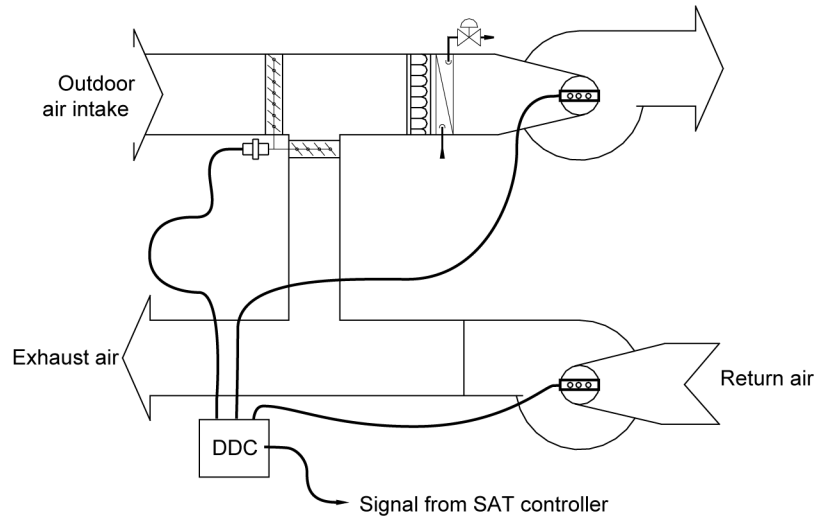 Outdoor
air intake
Exhaust air
Return air
DDC
Signal from SAT controller